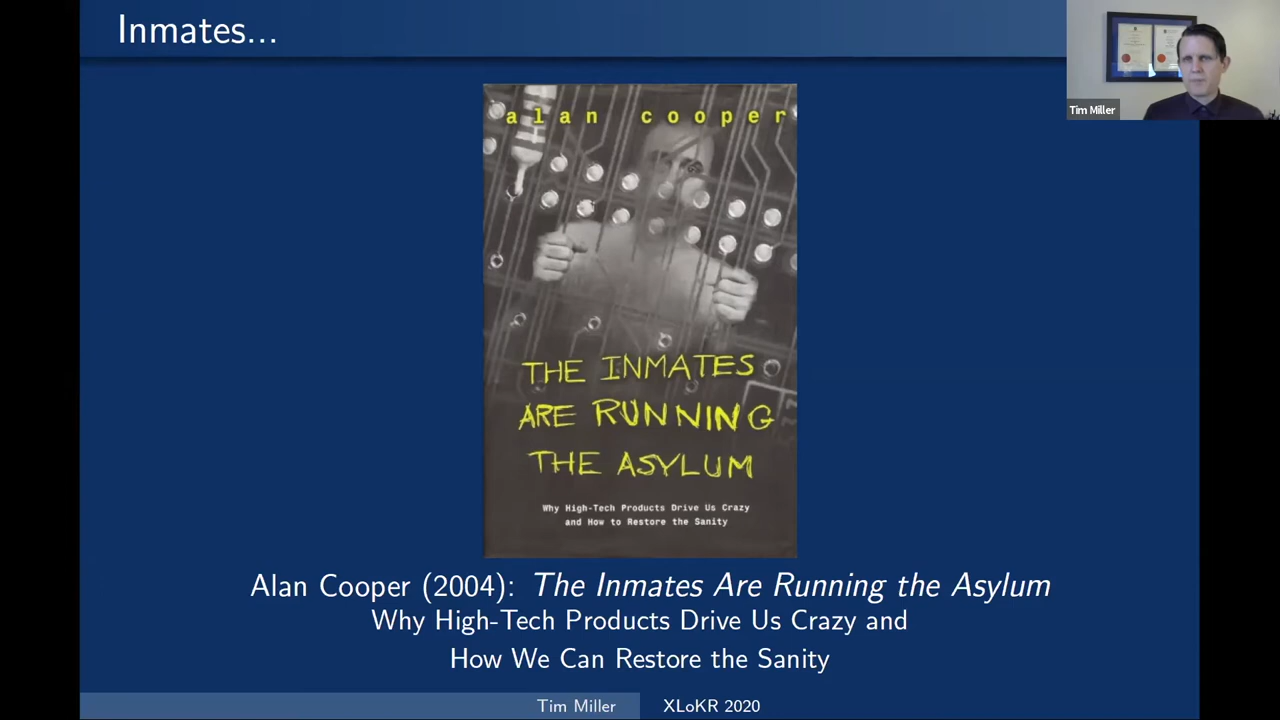 Inmates...
Tim Miller
alan cooper
THE INMATES
ARE RUNNING
THE ASYLUM
Why High-Tech Products Drive Us Crazy
and How to Restore the Sanity
Alan Cooper (2004): The Inmates Are Running the Asylum
Why High-Tech Products Drive Us Crazy and
How We Can Restore the Sanity
Tim Miller XLoKR 2020